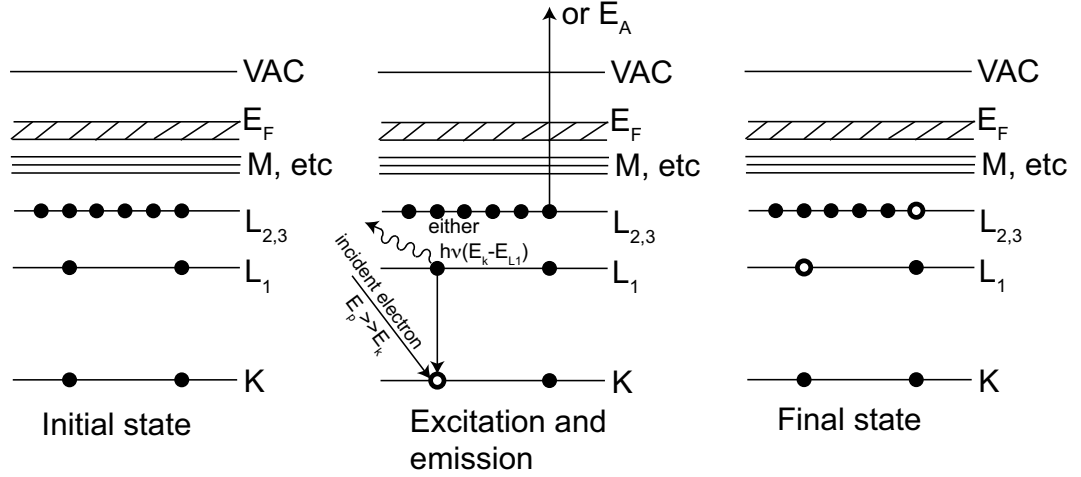 VAC
E_F
M, etc
L_2,3
L_1
K
Initial state
or E_A
VAC
E_F
M, etc
either
L_2,3
hν(E_k-E_L1)
L_1
incident electron
E_p>>E_k
K
Excitation and
emission
VAC
E_F
M, etc
L_2,3
L_1
K
Final state